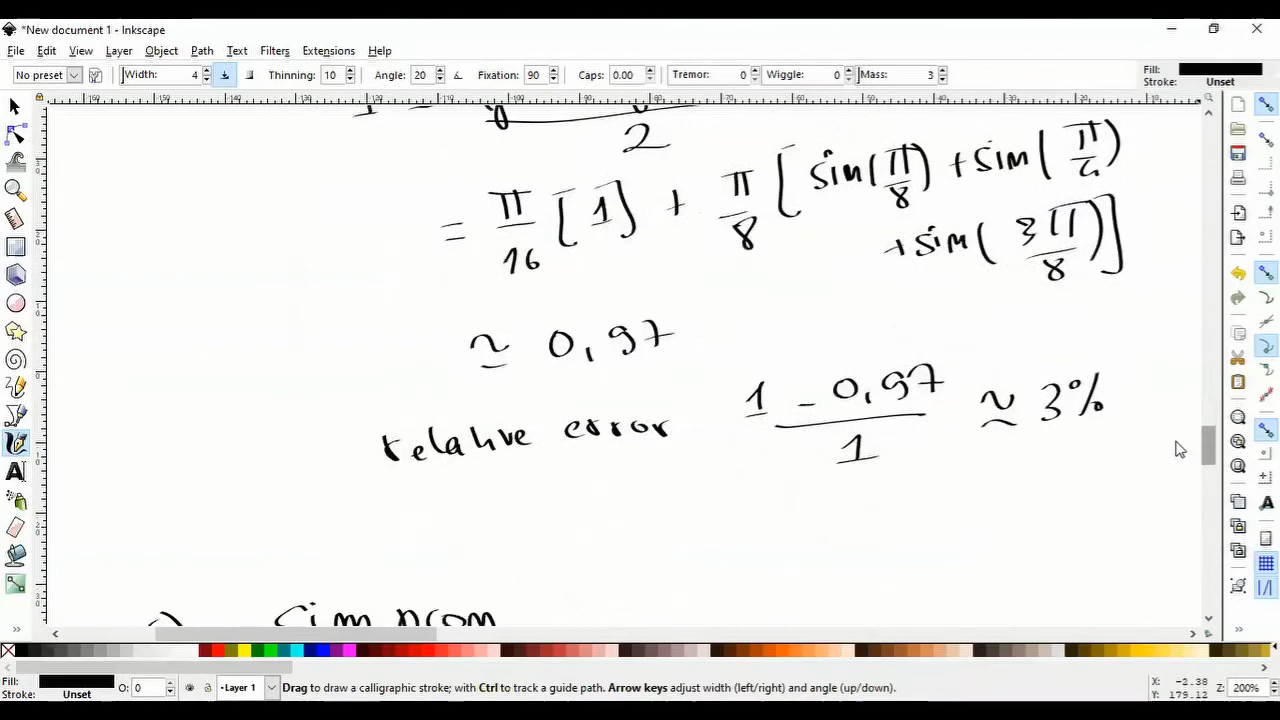 *New document 1 - Inkscape
File Edit View Layer Object Path Text Filters Extensions Help
No preset Width: 4 Thinning: 10 Angle: 20 Fixation: 90 Caps: 0.00 Tremor: 0 Wiggle: 0 Mass: 3 Fill: Stroke: Unset
2
= π/16 [1] + π/8 [sin(π/8) + sin(π/4)
+ sin(3π/8)]
≃ 0,97
relative error (1 - 0,97)/1 ≃ 3%
Fill: Stroke: Unset O: 0 Layer 1 Drag to draw a calligraphic stroke; with Ctrl to track a guide path. Arrow keys adjust width (left/right) and angle (up/down). X: -2.38 Y: 179.12 Z: 200%